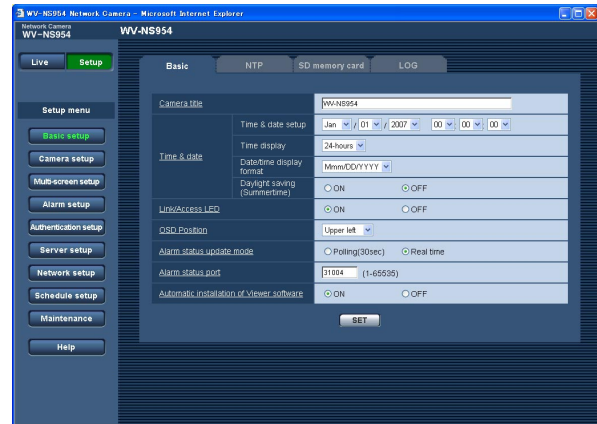 WV-NS954 Network Camera - Microsoft Internet Explorer
Network Camera
WV-NS954
WV-NS954
Live
Setup
Setup menu
Basic setup
Camera setup
Multi-screen setup
Alarm setup
Authentication setup
Server setup
Network setup
Schedule setup
Maintenance
Help
Basic
NTP
SD memory card
LOG
Camera title
WV-NS954
Time & date
Time & date setup
Jan / 01 / 2007 00 : 00 : 00
Time display
24-hours
Date/time display format
Mmm/DD/YYYY
Daylight saving (Summertime)
ON OFF
Link/Access LED
ON OFF
OSD Position
Upper left
Alarm status update mode
Polling(30sec) Real time
Alarm status port
31004 (1-65535)
Automatic installation of Viewer software
ON OFF
SET